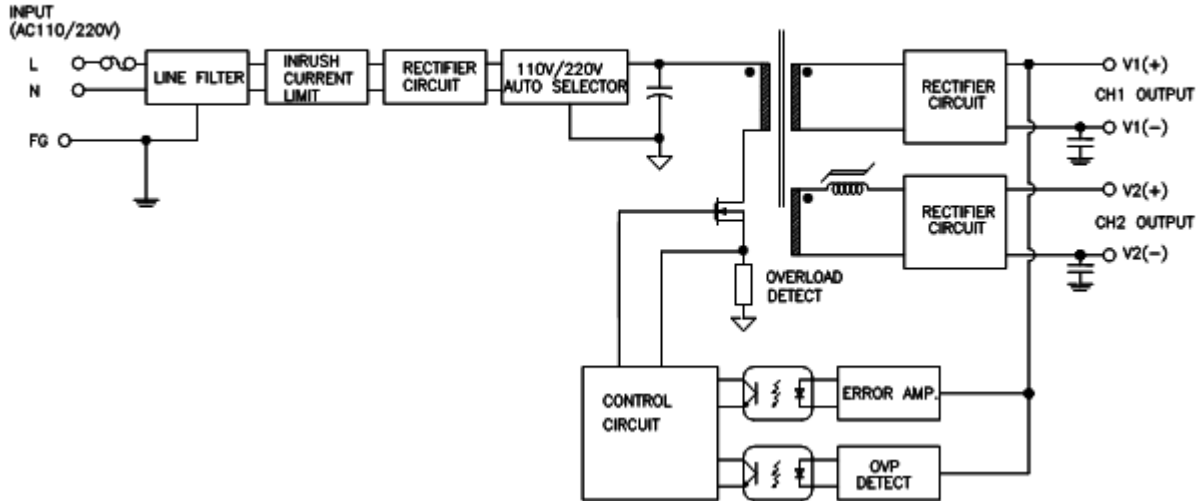 INPUT
(AC110/220V)
L
N
FG
LINE FILTER
INRUSH
CURRENT
LIMIT
RECTIFIER
CIRCUIT
110V/220V
AUTO SELECTOR
RECTIFIER
CIRCUIT
V1(+)
CH1 OUTPUT
V1(-)
RECTIFIER
CIRCUIT
V2(+)
CH2 OUTPUT
V2(-)
OVERLOAD
DETECT
CONTROL
CIRCUIT
ERROR AMP.
OVP
DETECT